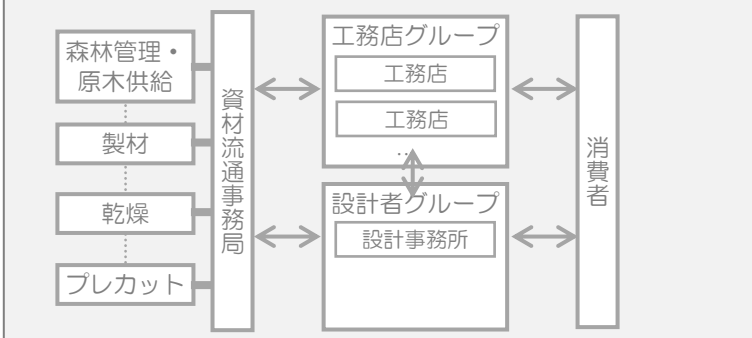 森林管理・
原木供給
製材
乾燥
プレカット
資材流通事務局
工務店グループ
工務店
工務店
…
設計者グループ
設計事務所
消費者